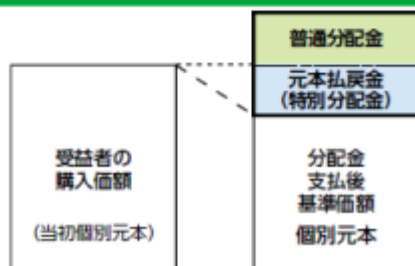 普通分配金
元本払戻金
（特別分配金）
受益者の
購入価額
（当初個別元本）
分配金
支払後
基準価額
個別元本